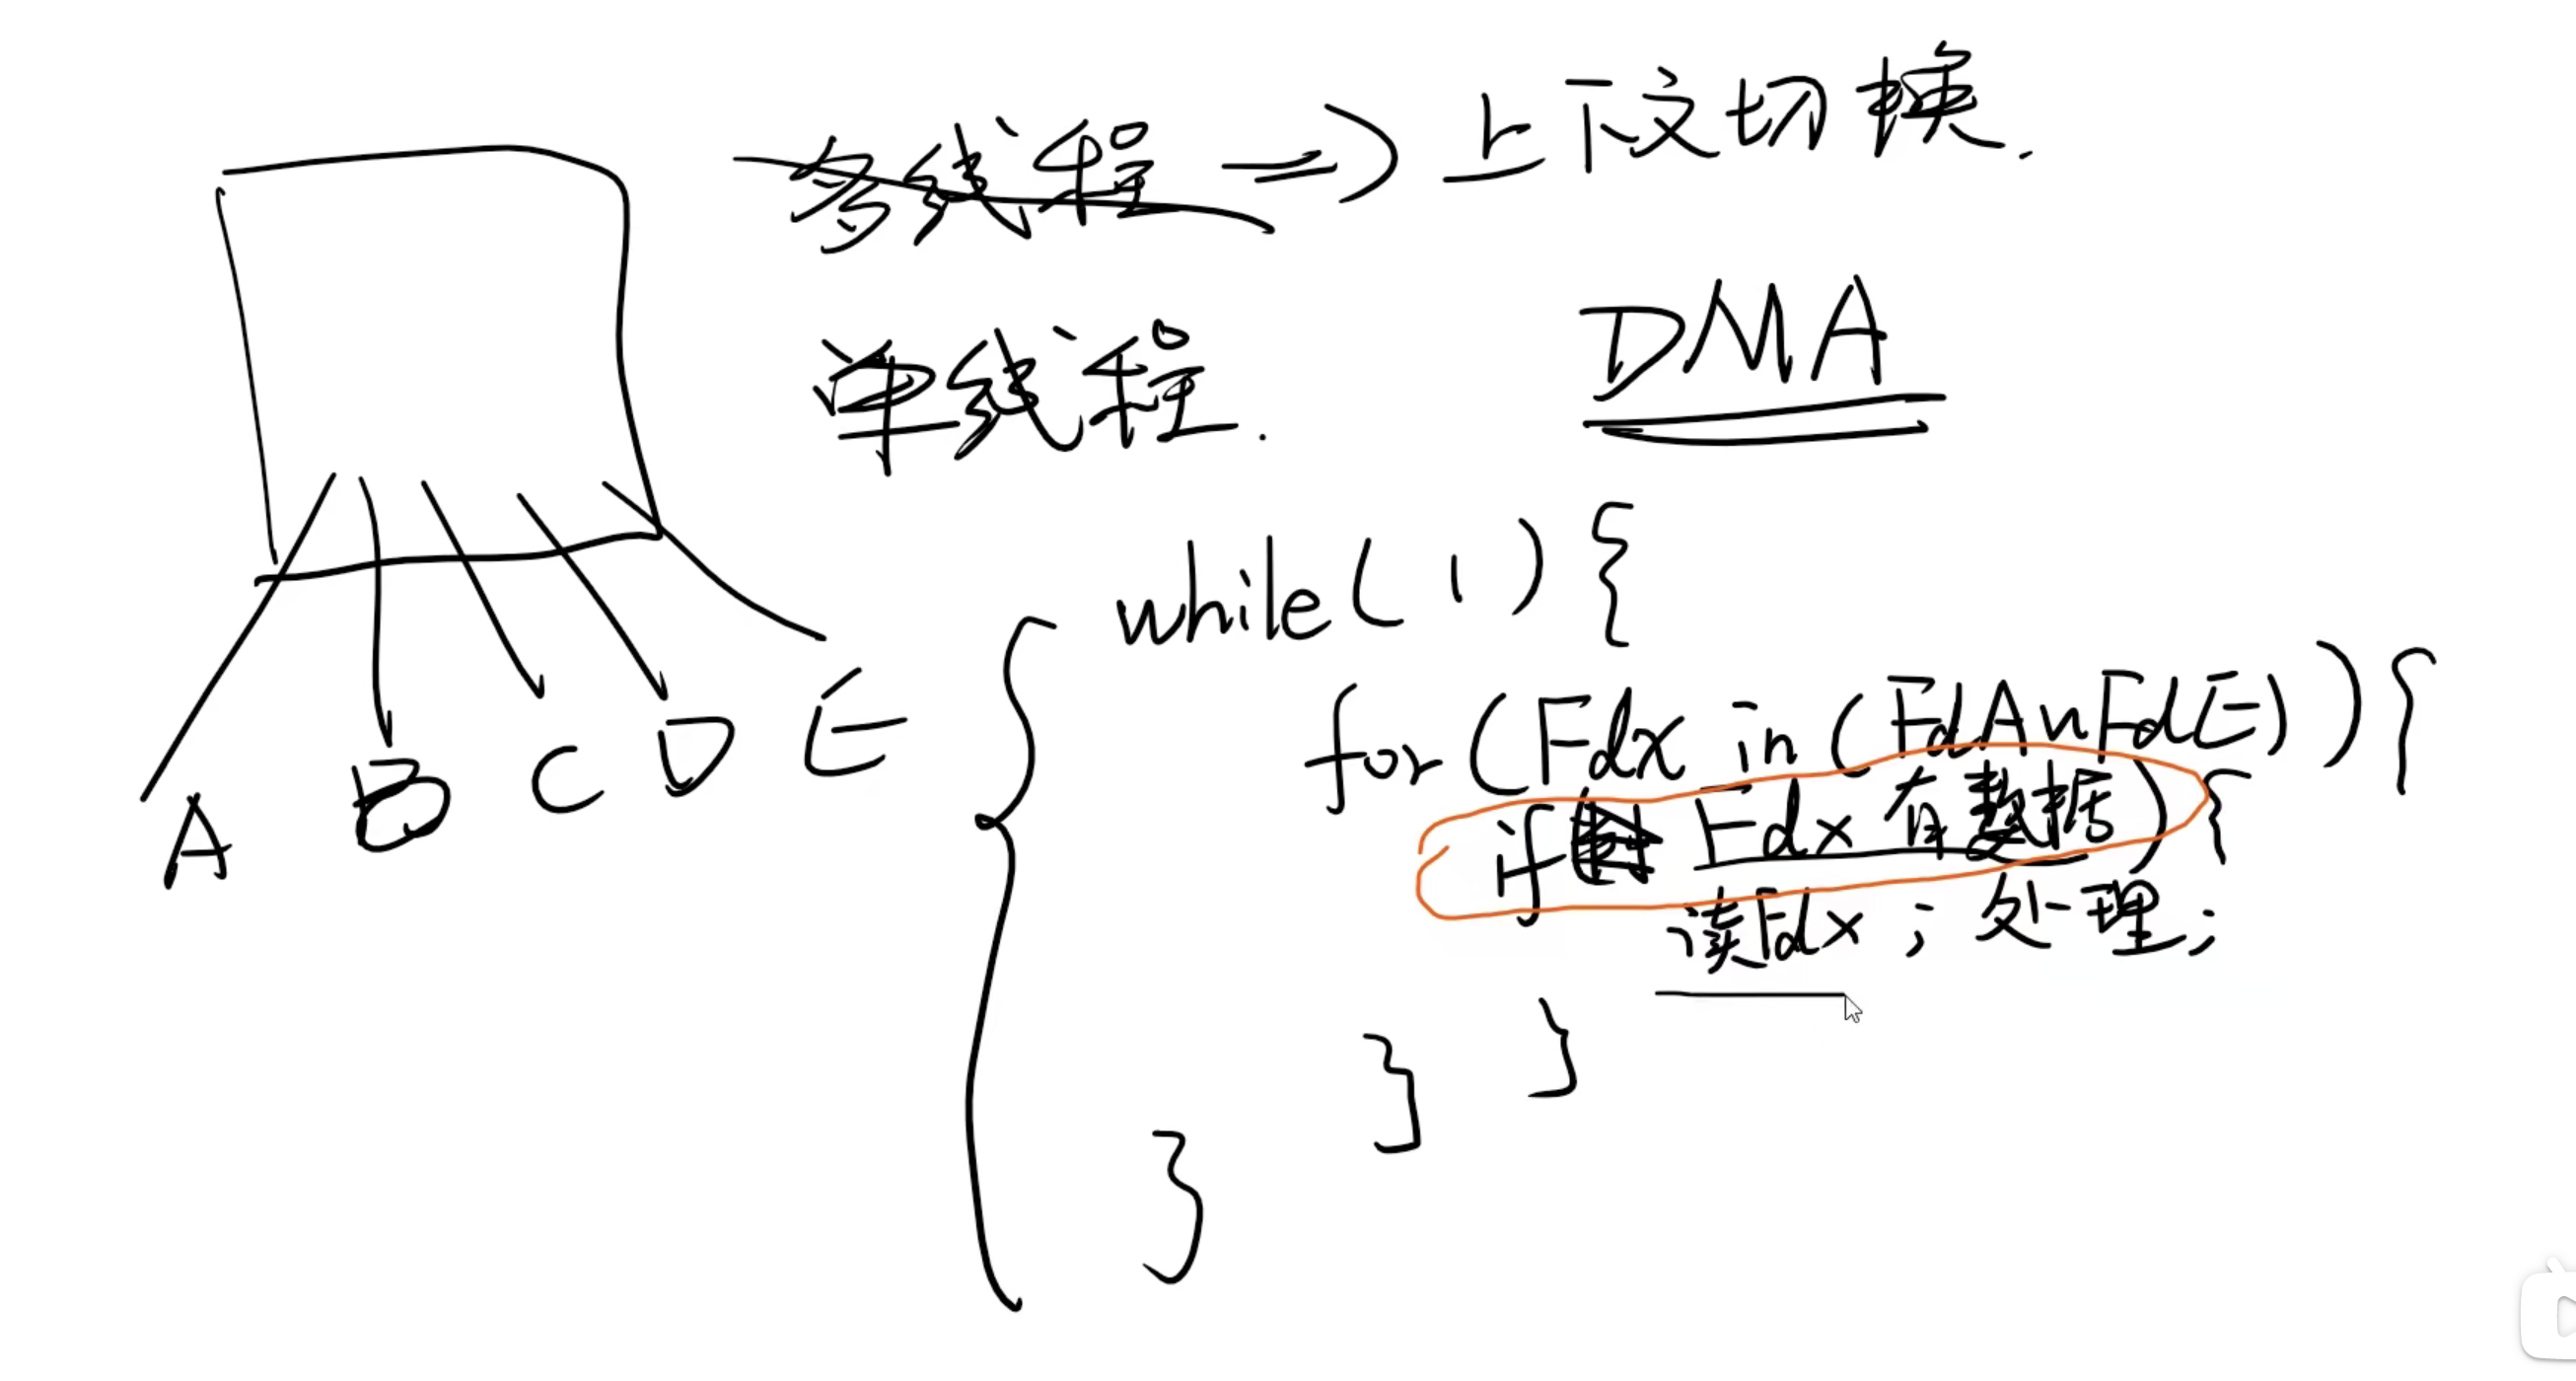 多线程 => 上下文切换.
单线程.
DMA
A B C D E
while(1){
for(Fdx in (FdA~FdE)){
if( Fdx 有数据){
读Fdx; 处理;
}
}
}